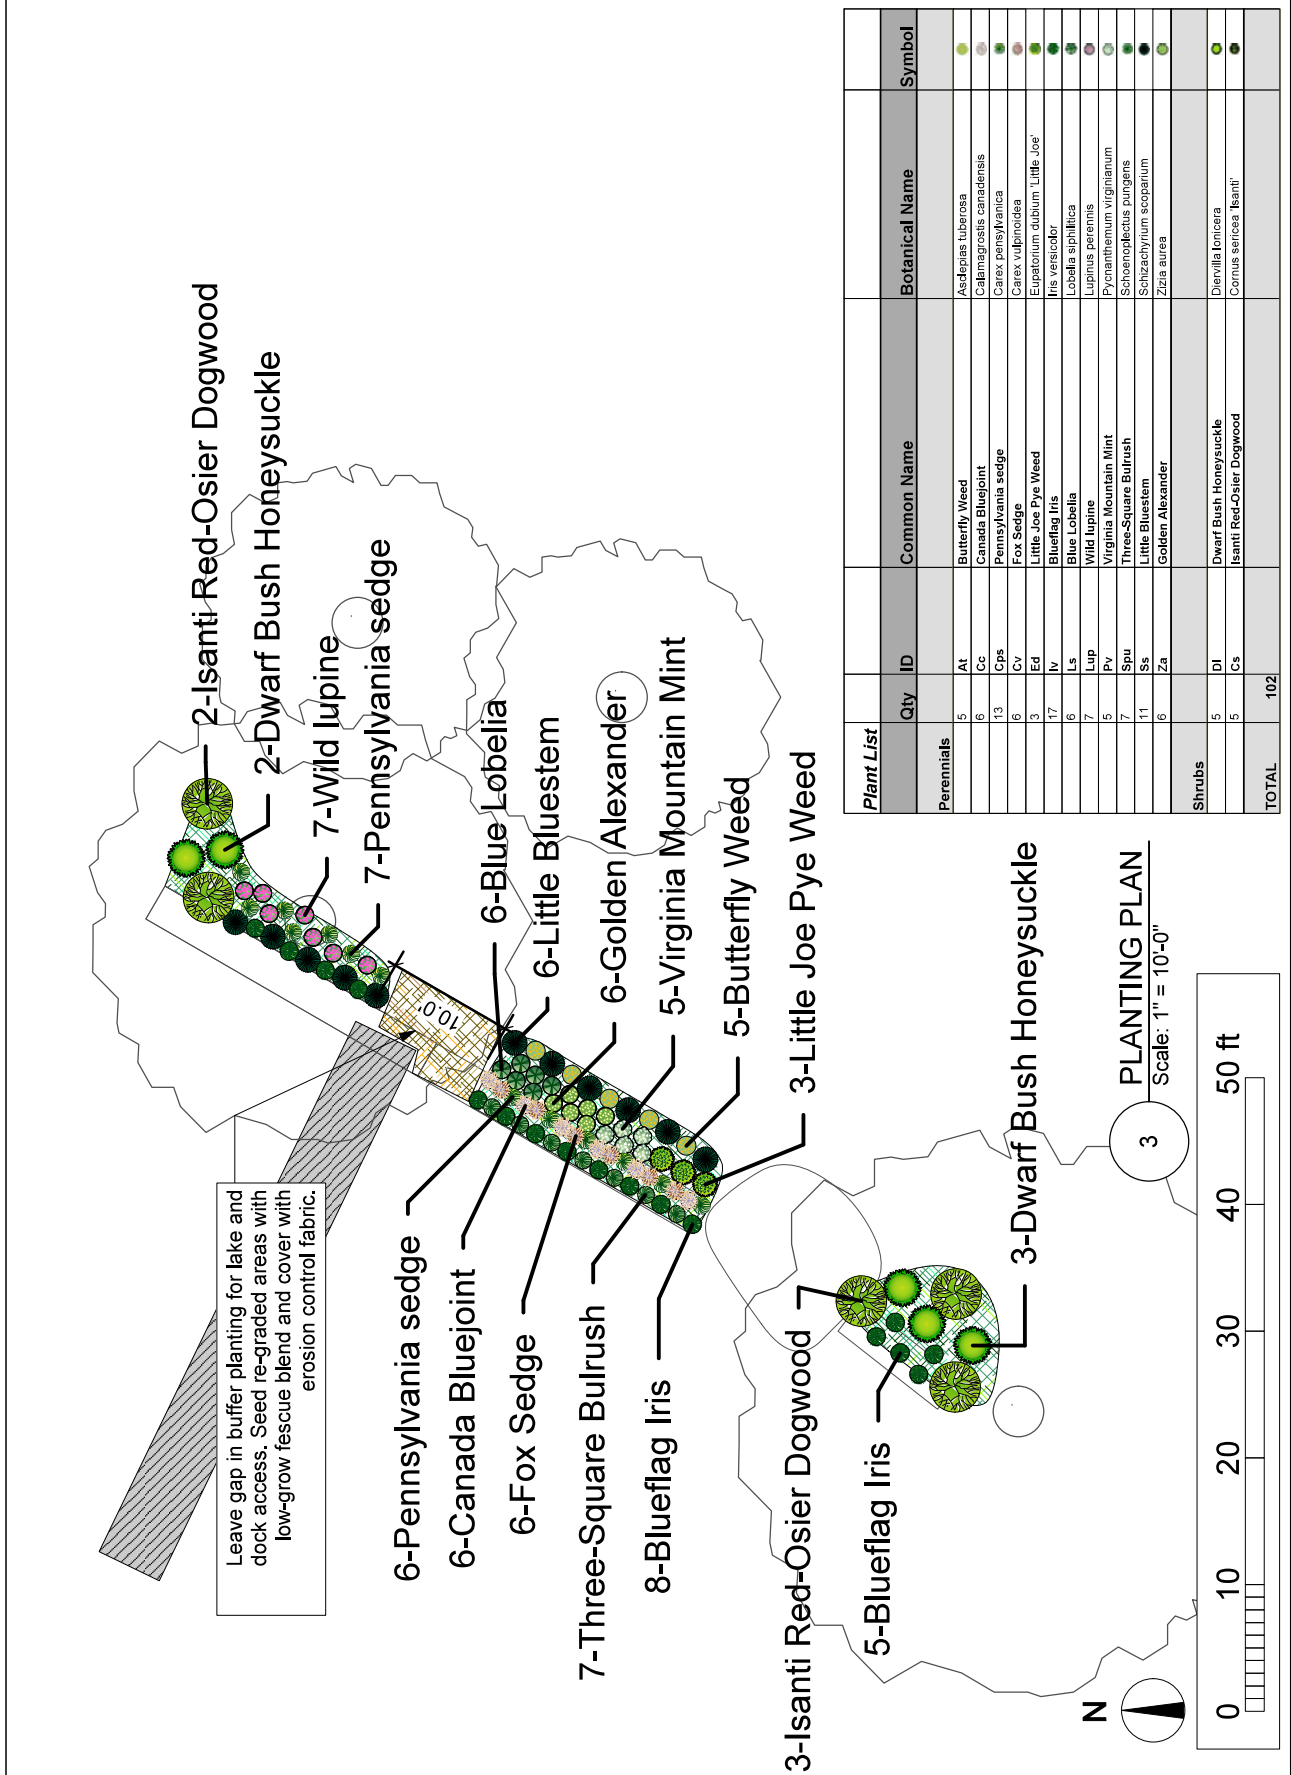 2-Isanti Red-Osier Dogwood
2-Dwarf Bush Honeysuckle
7-Wild lupine
7-Pennsylvania sedge
6-Blue Lobelia
6-Little Bluestem
6-Golden Alexander
5-Virginia Mountain Mint
5-Butterfly Weed
3-Little Joe Pye Weed
10.0'
Leave gap in buffer planting for lake and
dock access. Seed re-graded areas with
low-grow fescue blend and cover with
erosion control fabric.
6-Pennsylvania sedge
6-Canada Bluejoint
6-Fox Sedge
7-Three-Square Bulrush
8-Blueflag Iris
3-Isanti Red-Osier Dogwood
5-Blueflag Iris
3-Dwarf Bush Honeysuckle
3
PLANTING PLAN
Scale: 1" = 10'-0"
N
0 10 20 30 40 50 ft
Plant List
Qty ID Common Name Botanical Name Symbol
Perennials
5 At Butterfly Weed Asclepias tuberosa
6 Cc Canada Bluejoint Calamagrostis canadensis
13 Cps Pennsylvania sedge Carex pensylvanica
6 Cv Fox Sedge Carex vulpinoidea
3 Ed Little Joe Pye Weed Eupatorium dubium 'Little Joe'
17 Iv Blueflag Iris Iris versicolor
6 Ls Blue Lobelia Lobelia siphilitica
7 Lup Wild lupine Lupinus perennis
5 Pv Virginia Mountain Mint Pycnanthemum virginianum
7 Spu Three-Square Bulrush Schoenoplectus pungens
11 Ss Little Bluestem Schizachyrium scoparium
6 Za Golden Alexander Zizia aurea
Shrubs
5 Dl Dwarf Bush Honeysuckle Diervilla lonicera
5 Cs Isanti Red-Osier Dogwood Cornus sericea 'Isanti'
TOTAL 102